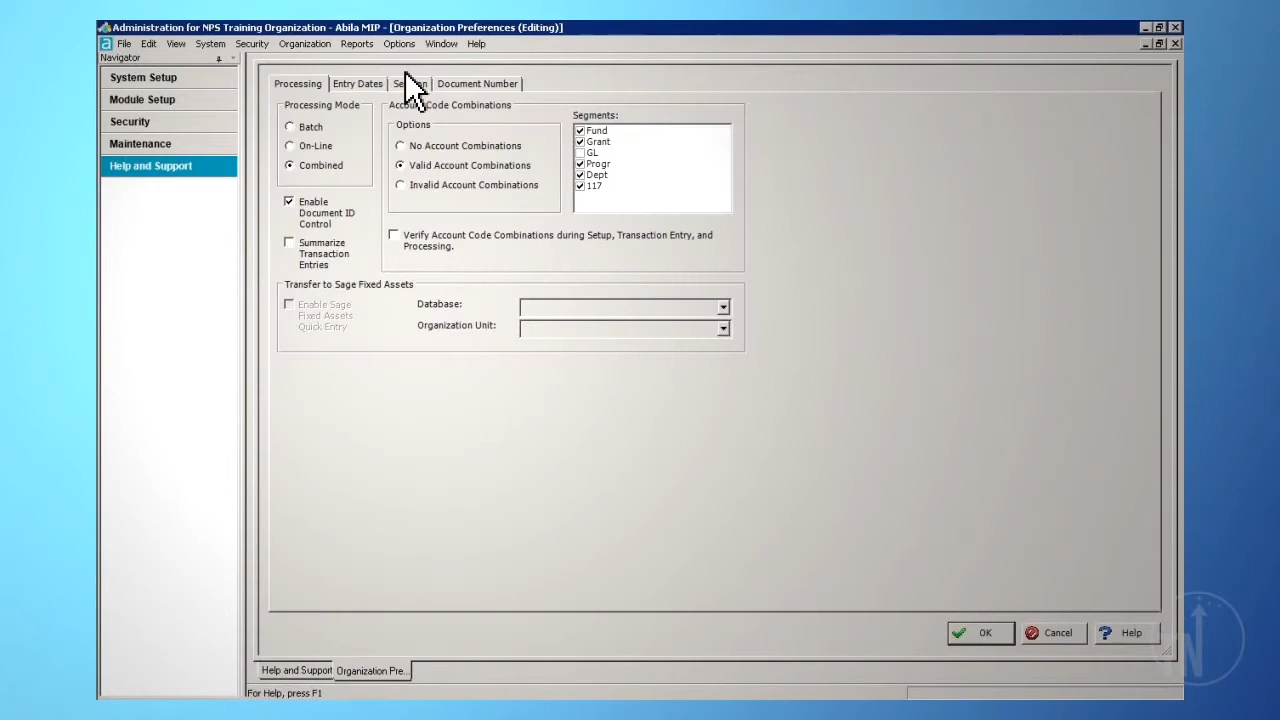 Administration for NPS Training Organization - Abila MIP - [Organization Preferences (Editing)]
File Edit View System Security Organization Reports Options Window Help
Navigator
System Setup
Module Setup
Security
Maintenance
Help and Support
Processing Entry Dates Document Number
Processing Mode
Batch
On-Line
Combined
Enable
Document ID
Control
Summarize
Transaction
Entries
Code Combinations
Options
No Account Combinations
Valid Account Combinations
Invalid Account Combinations
Segments:
Fund
Grant
GL
Progr
Dept
117
Verify Account Code Combinations during Setup, Transaction Entry, and
Processing.
Transfer to Sage Fixed Assets
Enable Sage
Fixed Assets
Quick Entry
Database:
Organization Unit:
OK Cancel Help
Help and Support Organization Pre...
For Help, press F1
N